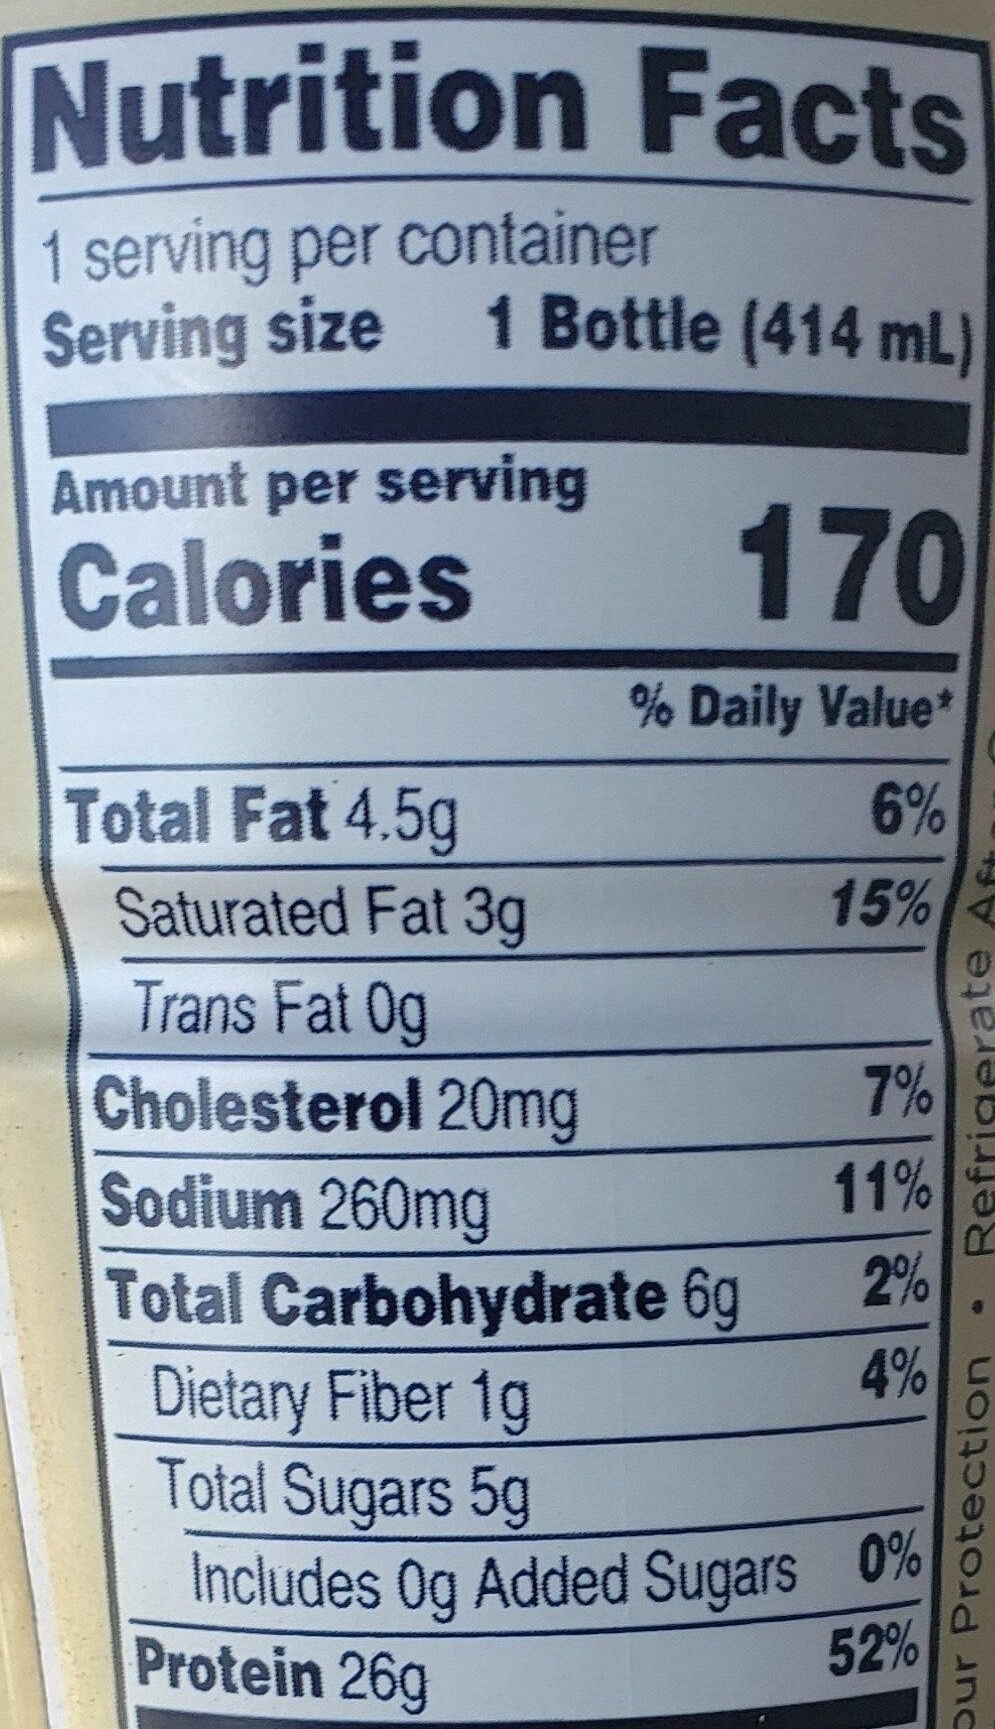 Nutrition Facts
1 serving per container
Serving size 1 Bottle (414 mL)
Amount per serving
Calories 170
% Daily Value*
Total Fat 4.5g 6%
Saturated Fat 3g 15%
Trans Fat 0g
Cholesterol 20mg 7%
Sodium 260mg 11%
Total Carbohydrate 6g 2%
Dietary Fiber 1g 4%
Total Sugars 5g
Includes 0g Added Sugars 0%
Protein 26g 52%
Protection • Refrigerate